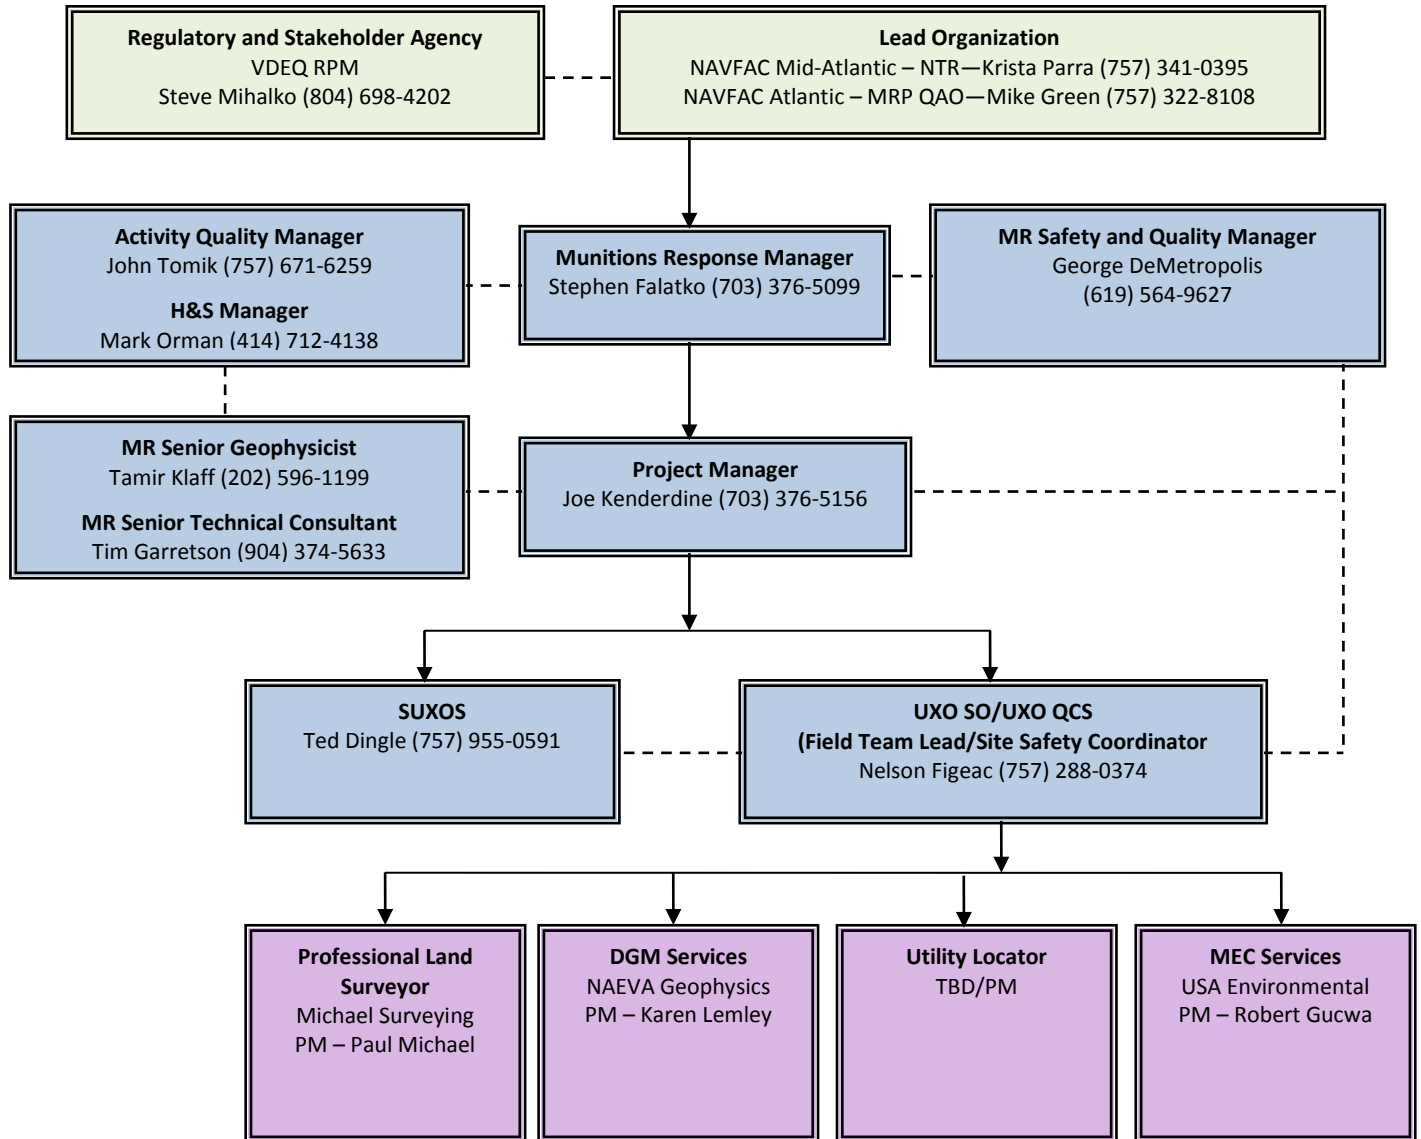 Regulatory and Stakeholder Agency
VDEQ RPM
Steve Mihalko (804) 698-4202
Lead Organization
NAVFAC Mid-Atlantic – NTR—Krista Parra (757) 341-0395
NAVFAC Atlantic – MRP QAO—Mike Green (757) 322-8108
Activity Quality Manager
John Tomik (757) 671-6259
H&S Manager
Mark Orman (414) 712-4138
Munitions Response Manager
Stephen Falatko (703) 376-5099
MR Safety and Quality Manager
George DeMetropolis
(619) 564-9627
MR Senior Geophysicist
Tamir Klaff (202) 596-1199
MR Senior Technical Consultant
Tim Garretson (904) 374-5633
Project Manager
Joe Kenderdine (703) 376-5156
SUXOS
Ted Dingle (757) 955-0591
UXO SO/UXO QCS
(Field Team Lead/Site Safety Coordinator
Nelson Figeac (757) 288-0374
Professional Land
Surveyor
Michael Surveying
PM – Paul Michael
DGM Services
NAEVA Geophysics
PM – Karen Lemley
Utility Locator
TBD/PM
MEC Services
USA Environmental
PM – Robert Gucwa